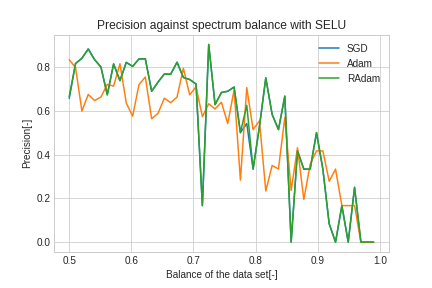 Precision against spectrum balance with SELU
SGD
Adam
RAdam
Precision[-]
0.8
0.6
0.4
0.2
0.0
0.5
0.6
0.7
0.8
0.9
1.0
Balance of the data set[-]